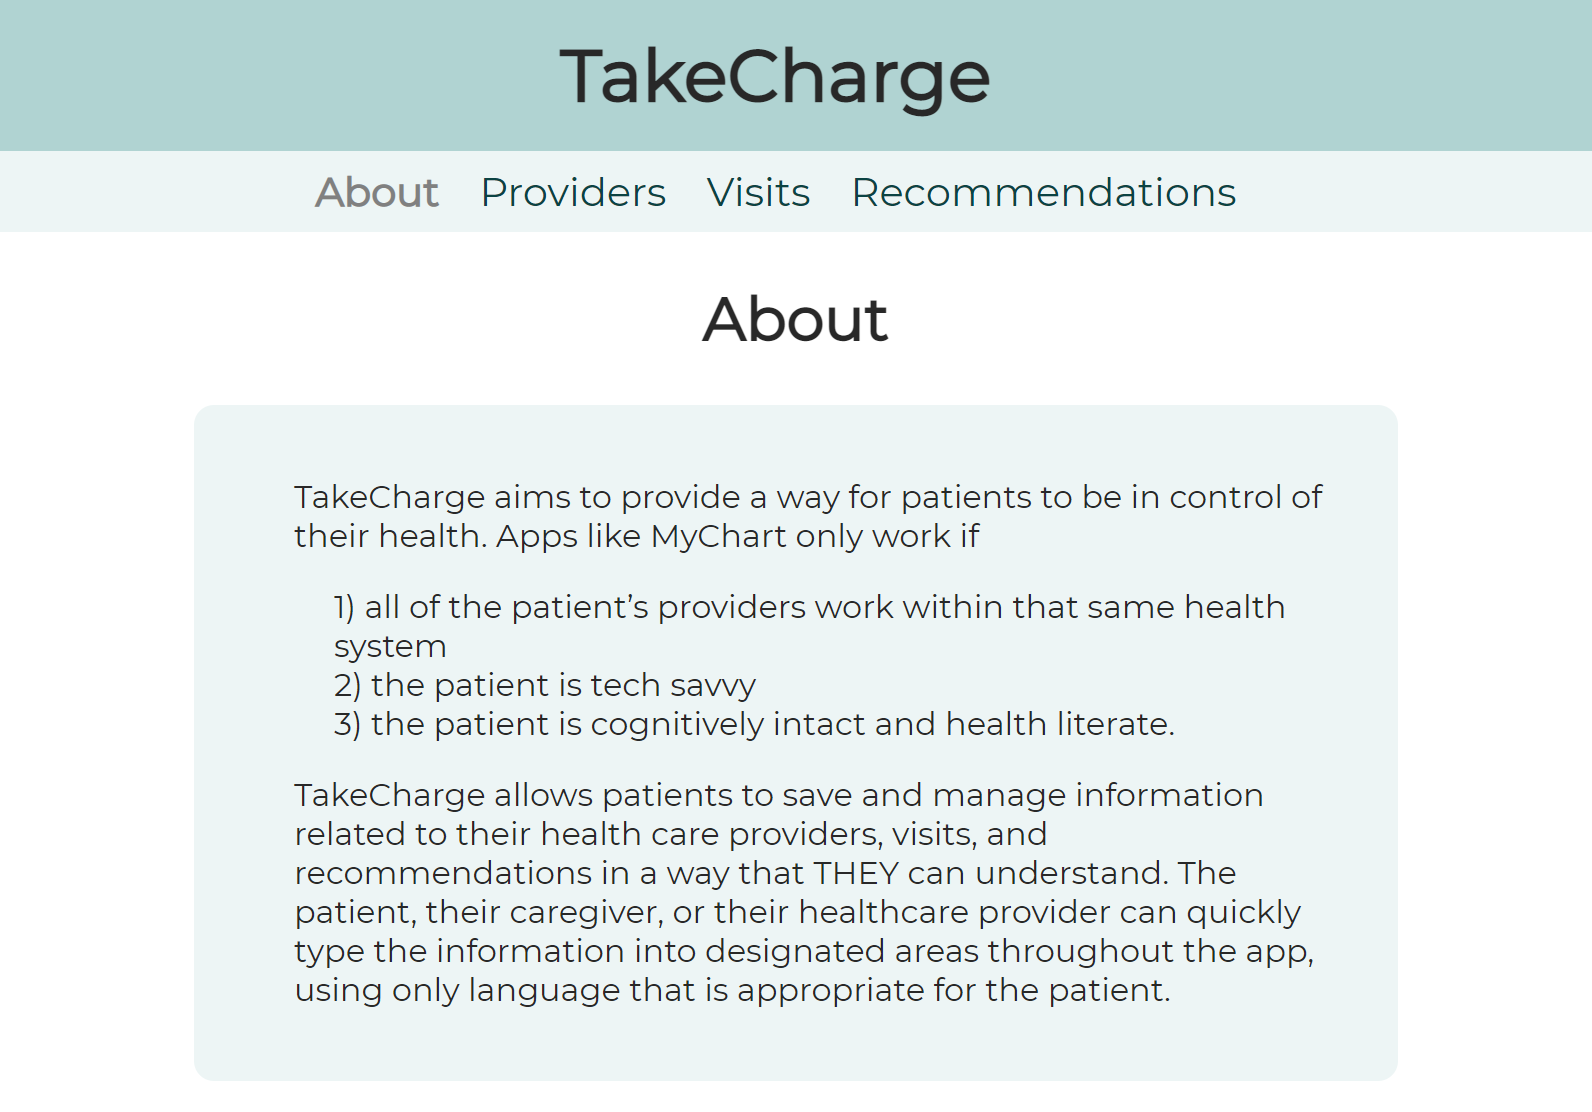 TakeCharge
About Providers Visits Recommendations
About
TakeCharge aims to provide a way for patients to be in control of
their health. Apps like MyChart only work if
1) all of the patient’s providers work within that same health
system
2) the patient is tech savvy
3) the patient is cognitively intact and health literate.
TakeCharge allows patients to save and manage information
related to their health care providers, visits, and
recommendations in a way that THEY can understand. The
patient, their caregiver, or their healthcare provider can quickly
type the information into designated areas throughout the app,
using only language that is appropriate for the patient.